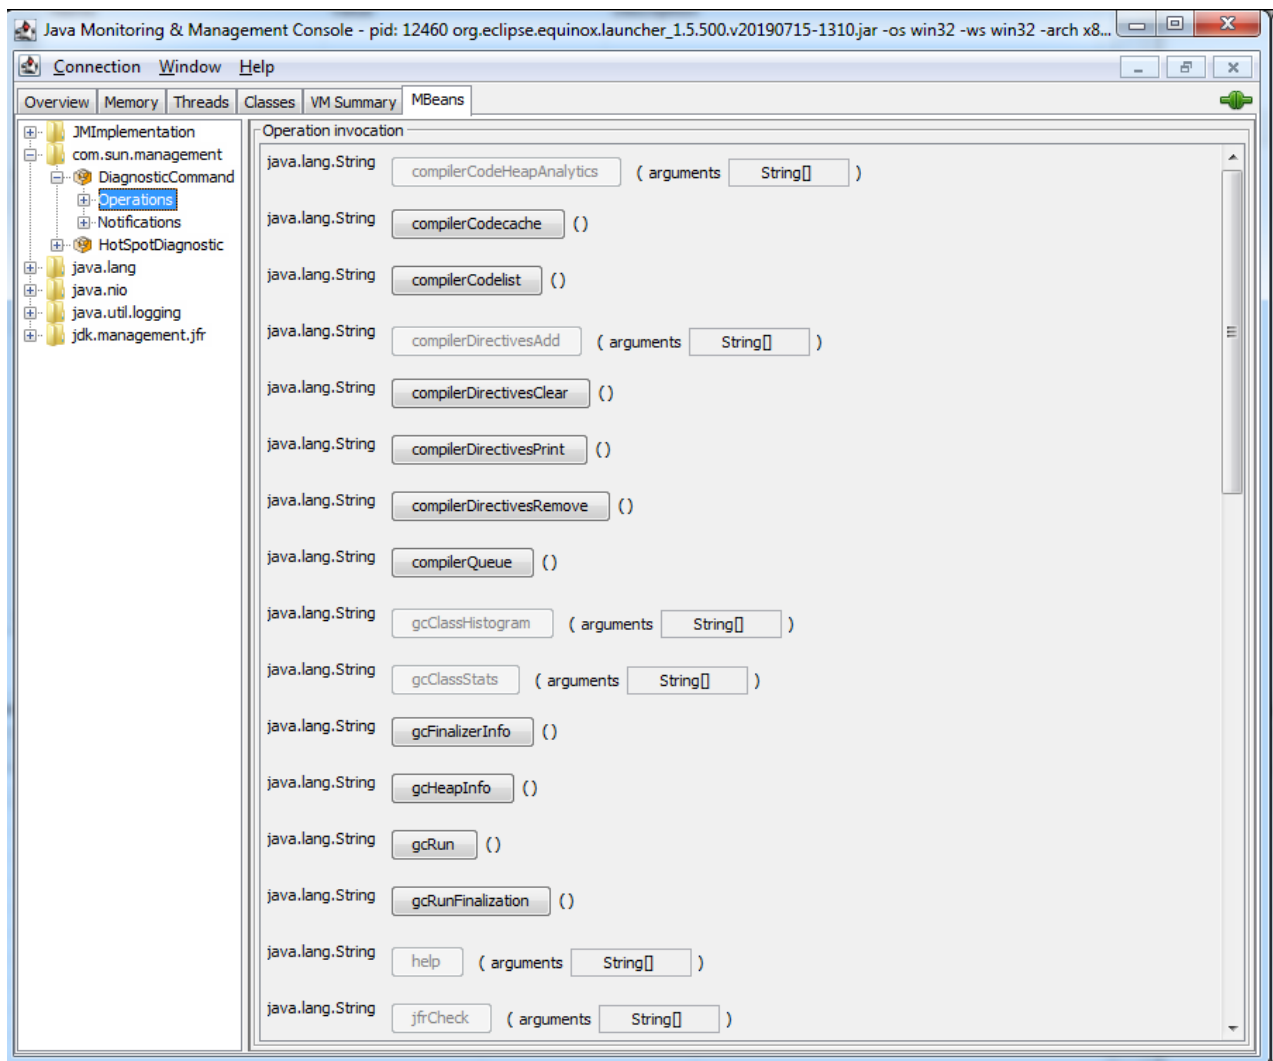 Java Monitoring & Management Console - pid: 12460 org.eclipse.equinox.launcher_1.5.500.v20190715-1310.jar -os win32 -ws win32 -arch x8...
Connection Window Help
Overview Memory Threads Classes VM Summary MBeans
JMImplementation
com.sun.management
DiagnosticCommand
Operations
Notifications
HotSpotDiagnostic
java.lang
java.nio
java.util.logging
jdk.management.jfr
Operation invocation
java.lang.String compilerCodeHeapAnalytics ( arguments String[] )
java.lang.String compilerCodecache ()
java.lang.String compilerCodelist ()
java.lang.String compilerDirectivesAdd ( arguments String[] )
java.lang.String compilerDirectivesClear ()
java.lang.String compilerDirectivesPrint ()
java.lang.String compilerDirectivesRemove ()
java.lang.String compilerQueue ()
java.lang.String gcClassHistogram ( arguments String[] )
java.lang.String gcClassStats ( arguments String[] )
java.lang.String gcFinalizerInfo ()
java.lang.String gcHeapInfo ()
java.lang.String gcRun ()
java.lang.String gcRunFinalization ()
java.lang.String help ( arguments String[] )
java.lang.String jfrCheck ( arguments String[] )